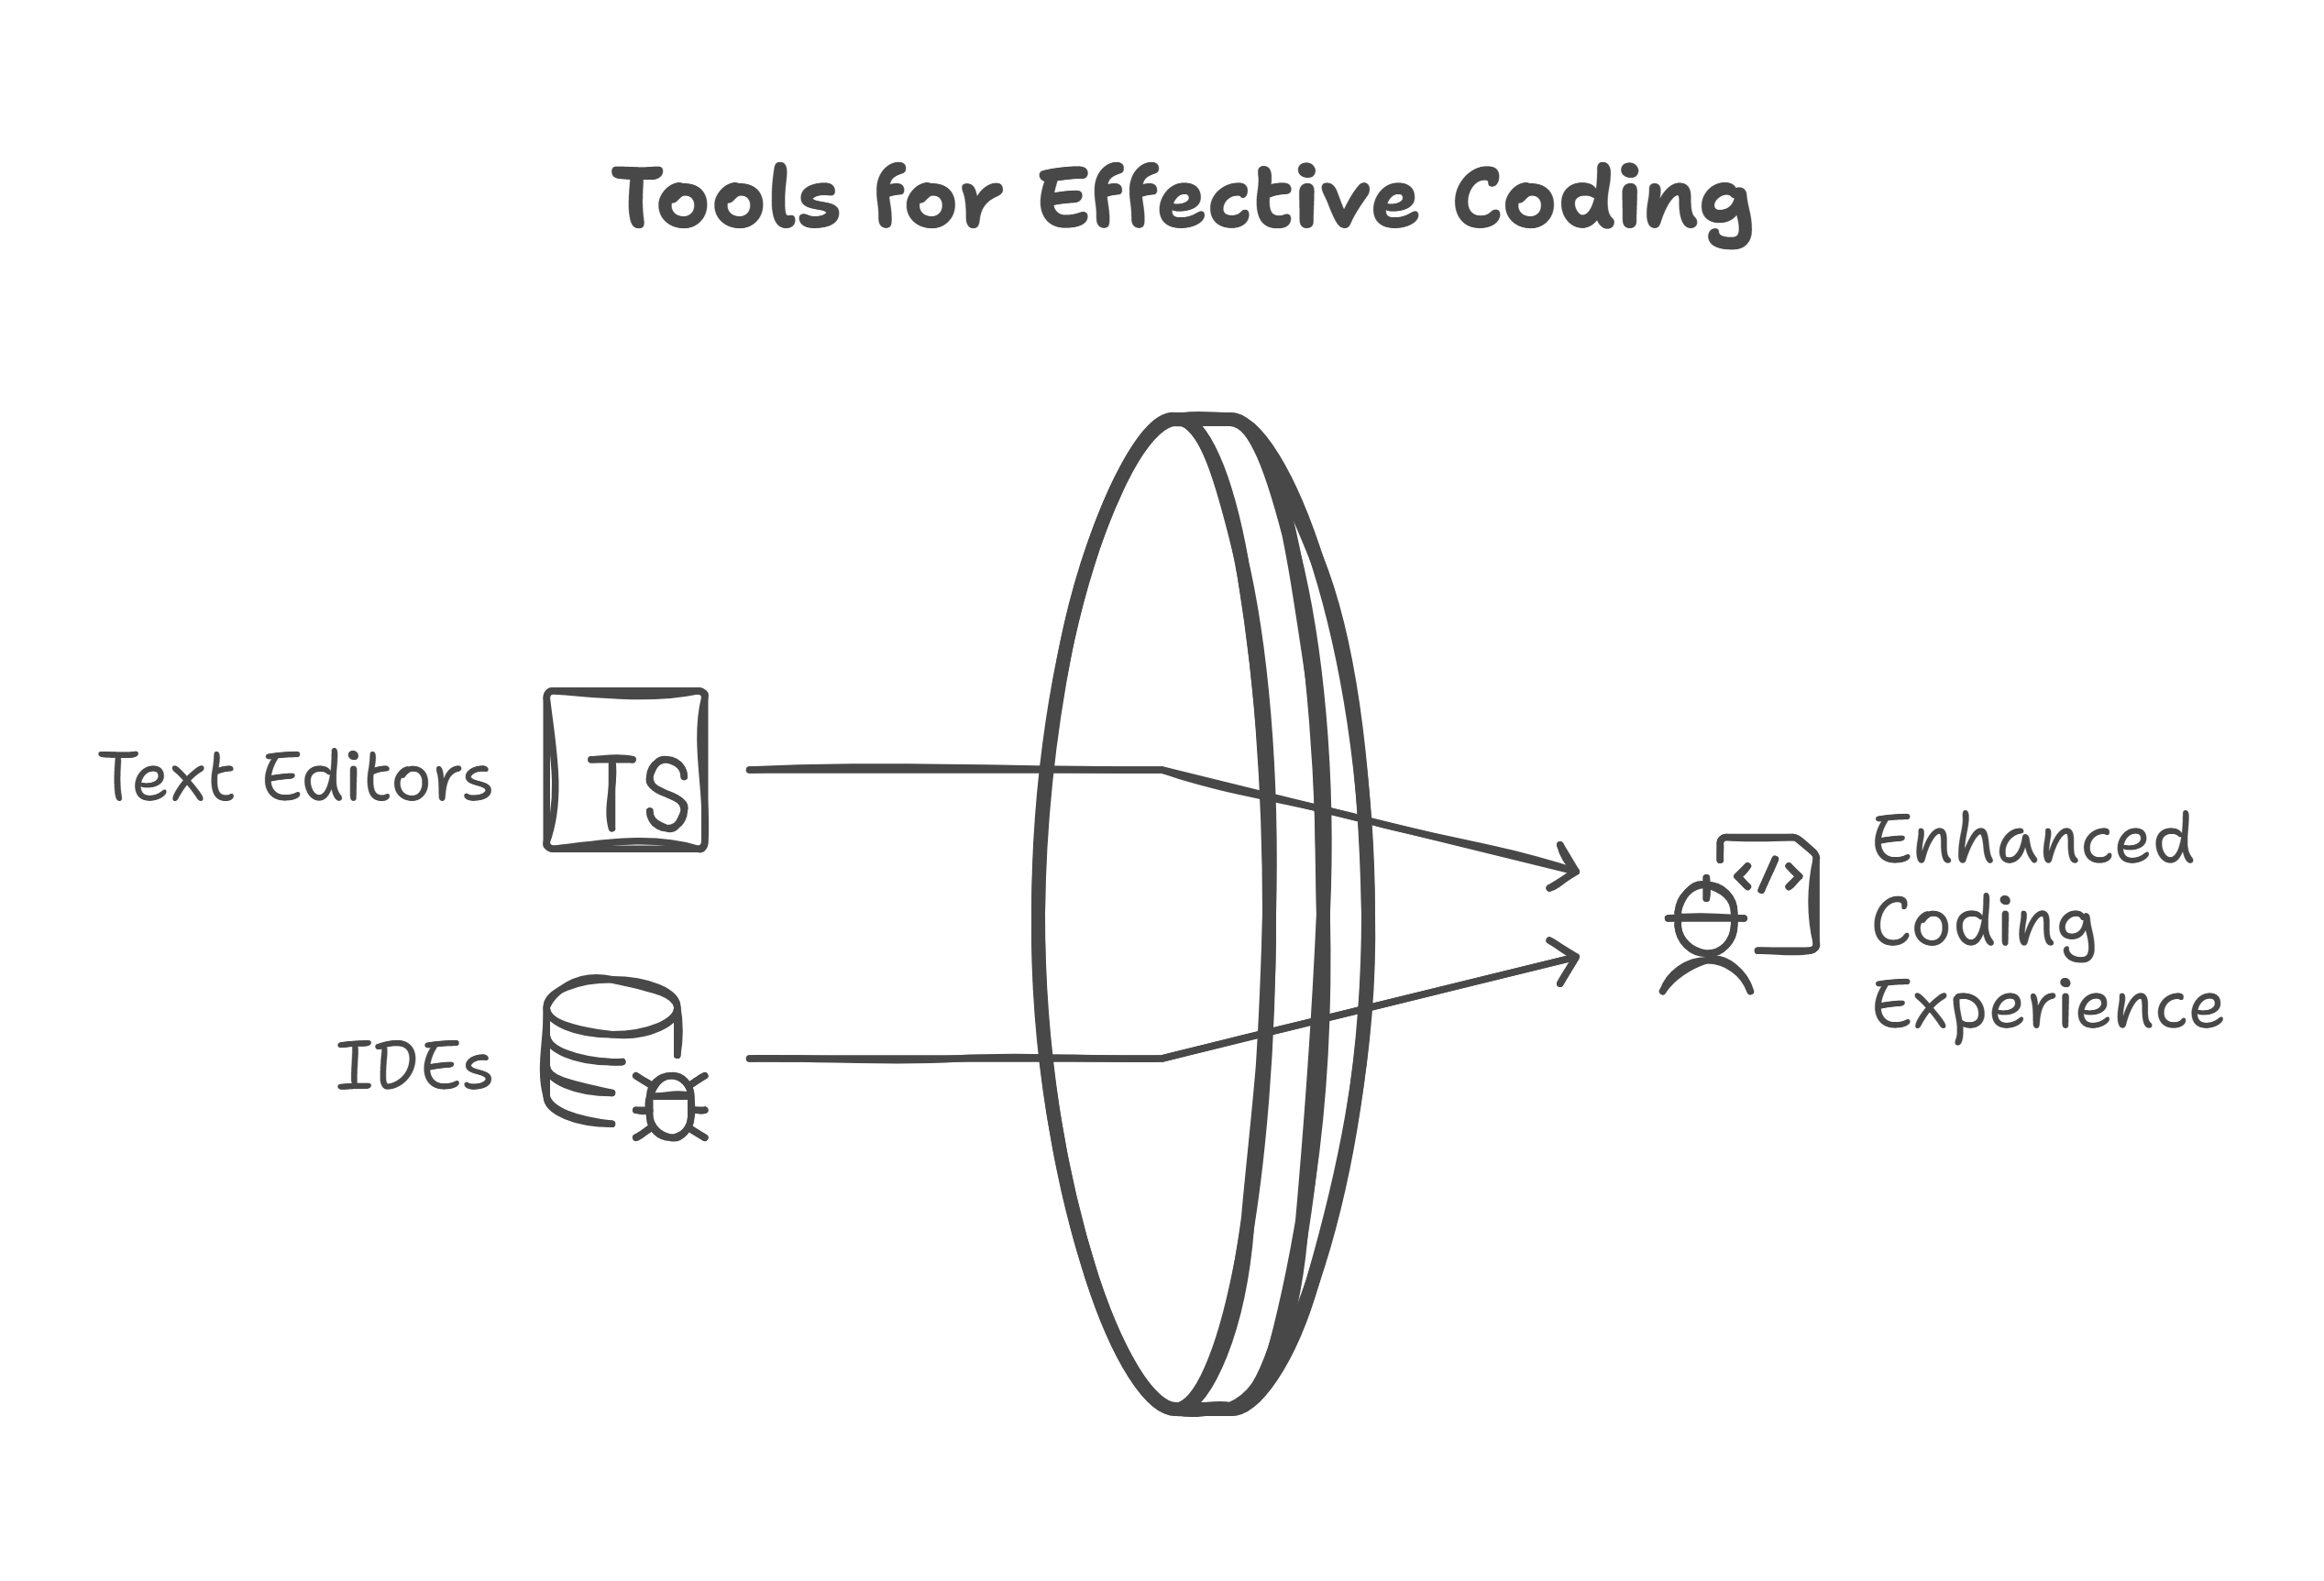 Tools for Effective Coding
Text Editors
TS
IDEs
Enhanced
Coding
Experience